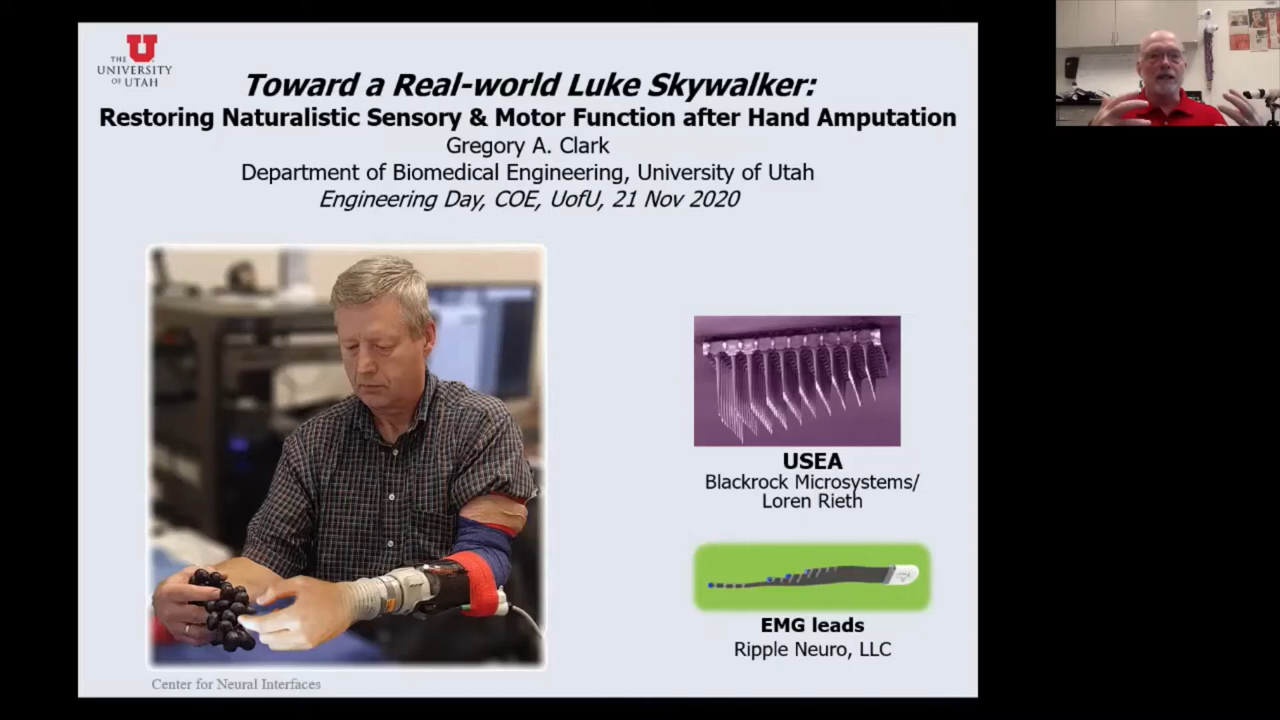 THE
UNIVERSITY
OF UTAH
Toward a Real-world Luke Skywalker:
Restoring Naturalistic Sensory & Motor Function after Hand Amputation
Gregory A. Clark
Department of Biomedical Engineering, University of Utah
Engineering Day, COE, UofU, 21 Nov 2020
USEA
Blackrock Microsystems/
Loren Rieth
EMG leads
Ripple Neuro, LLC
Center for Neural Interfaces